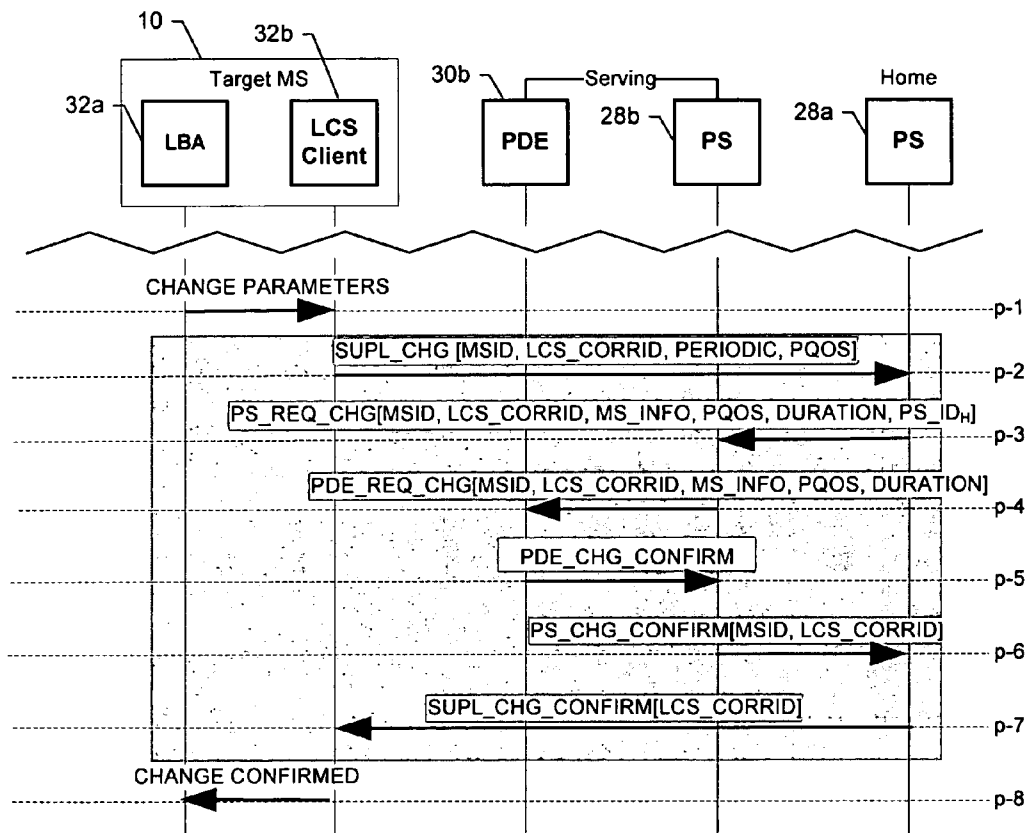 10
32b
Target MS
30b
Serving
Home
32a
28b
28a
LBA
LCS
Client
PDE
PS
PS
CHANGE PARAMETERS
p-1
SUPL_CHG [MSID, LCS_CORRID, PERIODIC, PQOS]
p-2
PS_REQ_CHG[MSID, LCS_CORRID, MS_INFO, PQOS, DURATION, PS_IDH]
p-3
PDE_REQ_CHG[MSID, LCS_CORRID, MS_INFO, PQOS, DURATION]
p-4
PDE_CHG_CONFIRM
p-5
PS_CHG_CONFIRM[MSID, LCS_CORRID]
p-6
SUPL_CHG_CONFIRM[LCS_CORRID]
p-7
CHANGE CONFIRMED
p-8